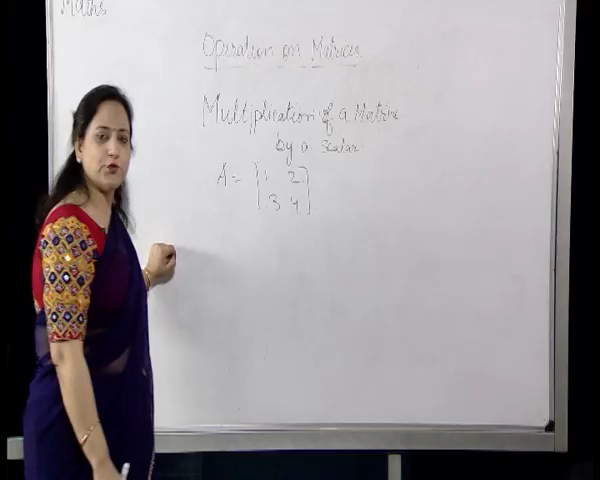 Maths
Operation on Matrices
Multiplication of a Matrix
by a Scalar
A = [1 2
3 4]